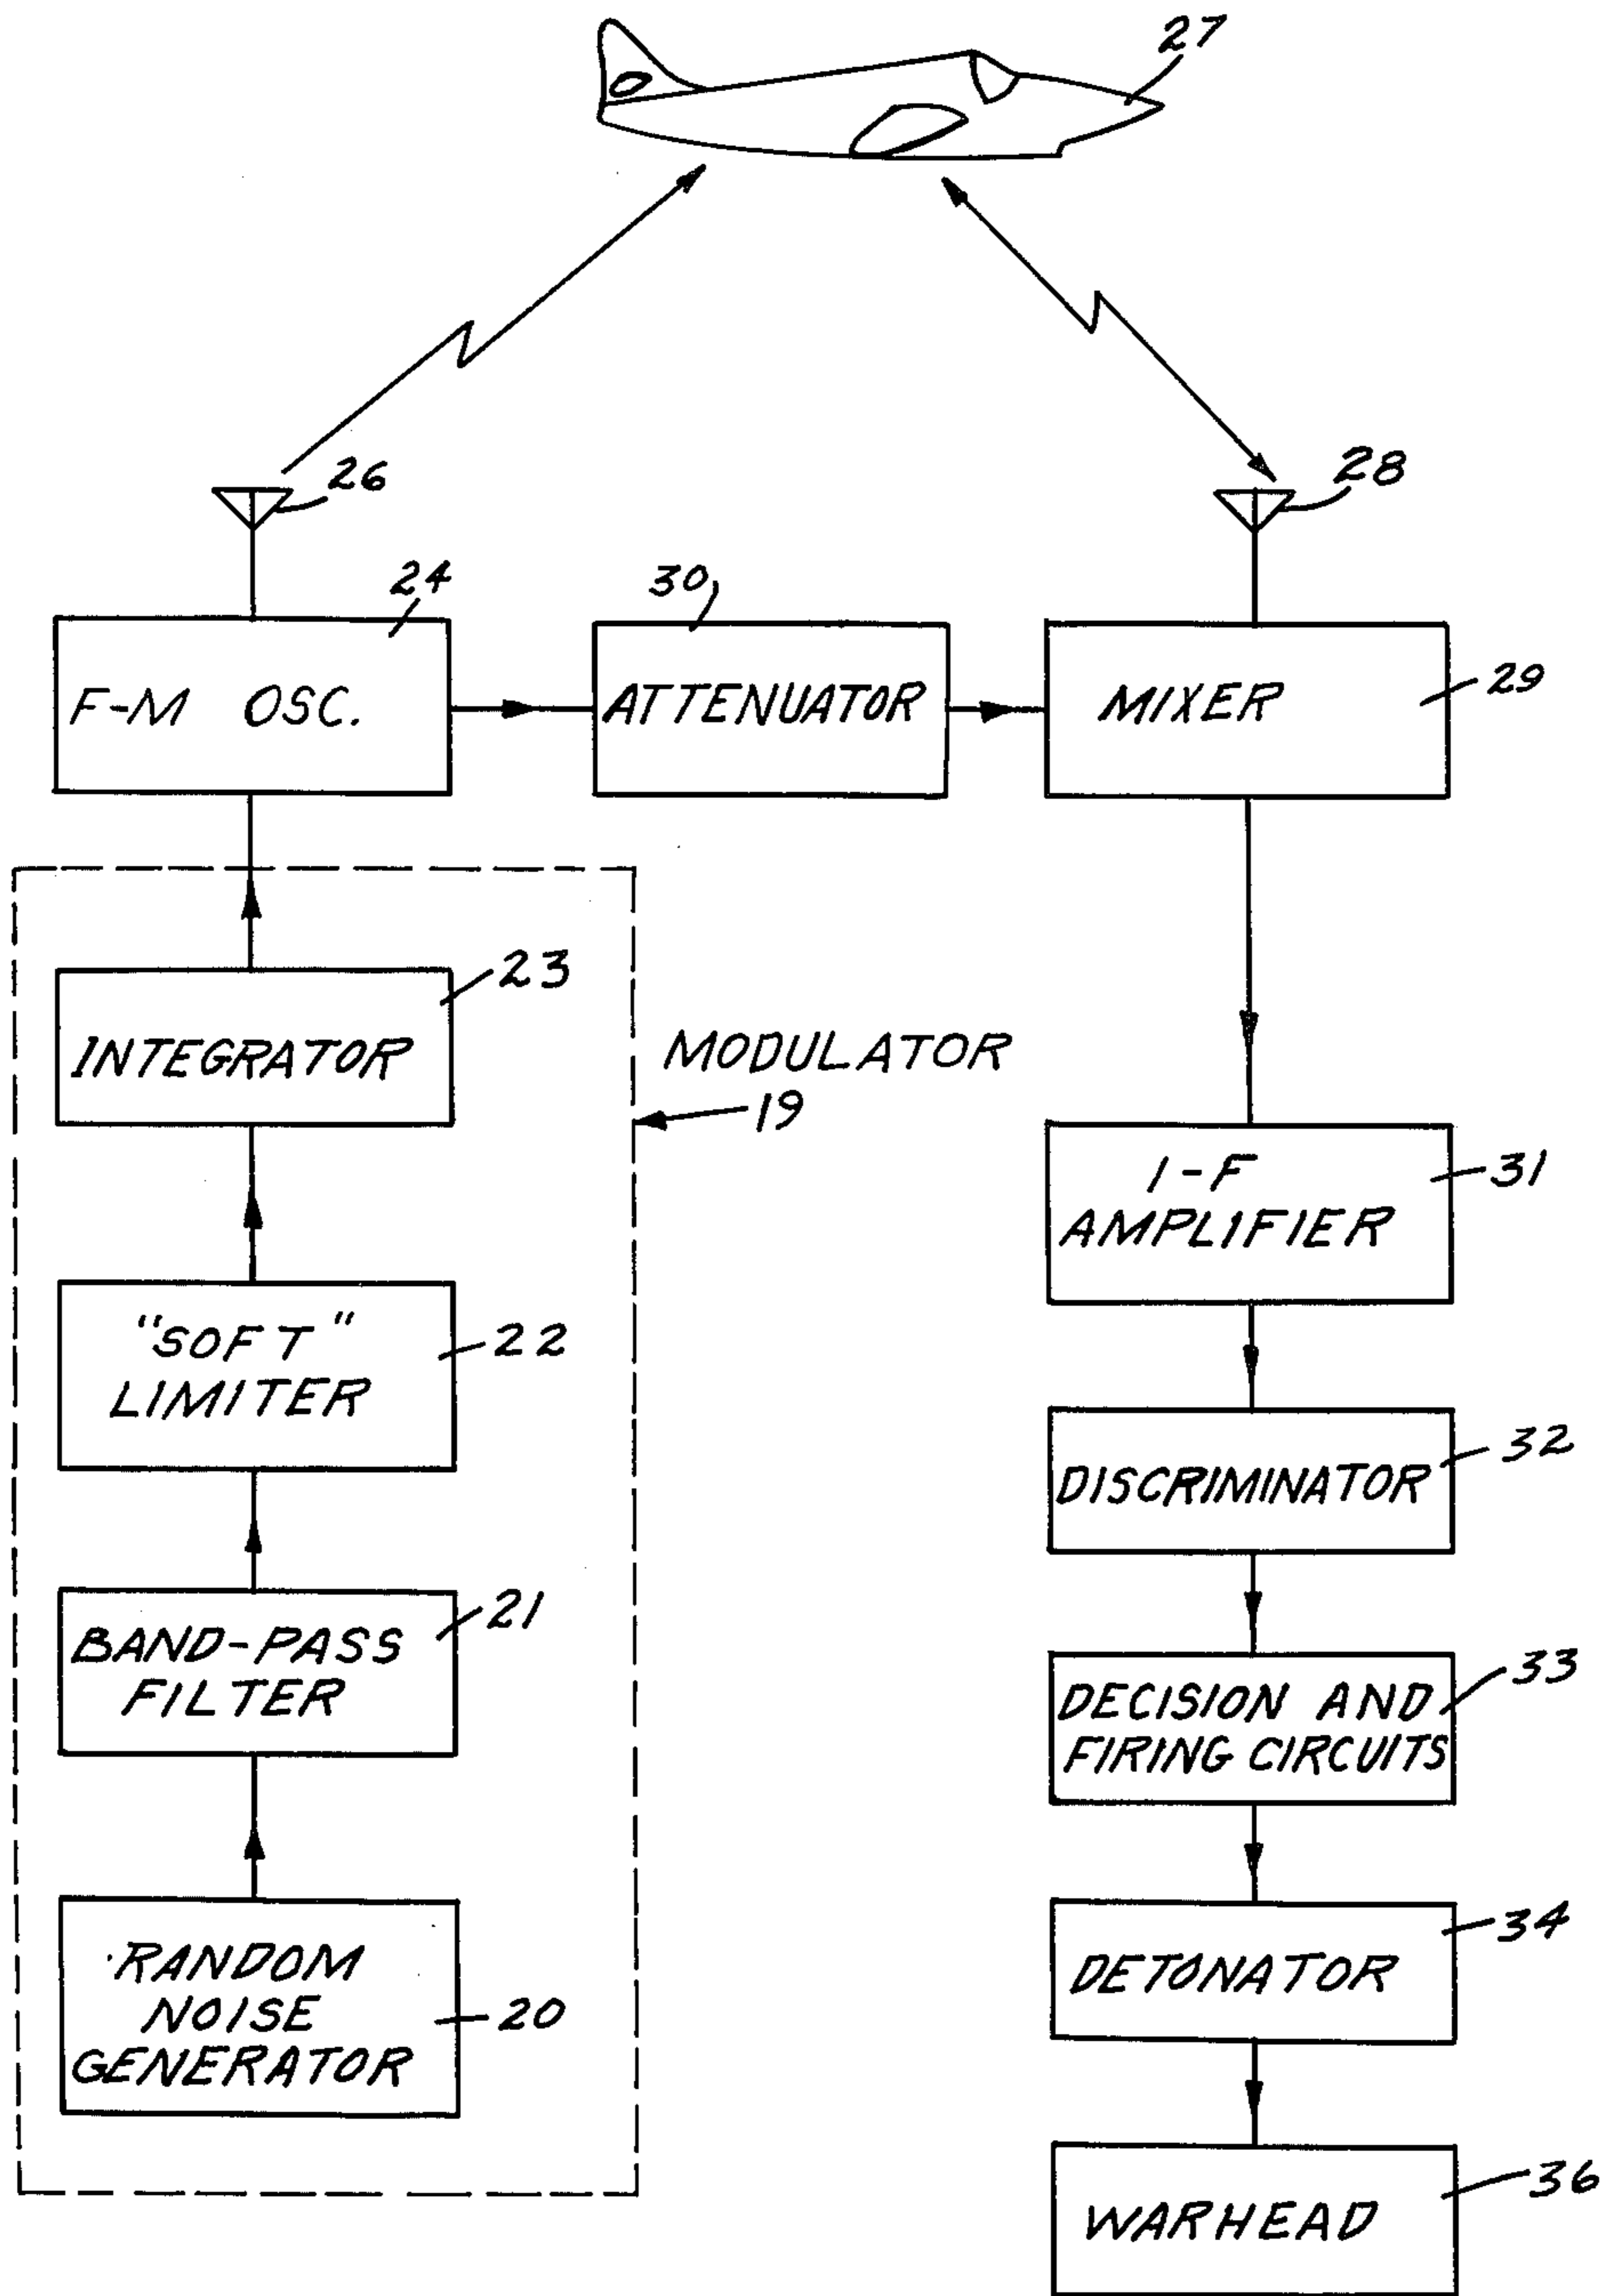 27
26
28
24
30
29
F-M OSC.
ATTENUATOR
MIXER
23
INTEGRATOR
MODULATOR
19
31
I-F
AMPLIFIER
"SOFT"
LIMITER
22
32
DISCRIMINATOR
21
BAND-PASS
FILTER
33
DECISION AND
FIRING CIRCUITS
34
DETONATOR
RANDOM
NOISE
GENERATOR
20
36
WARHEAD